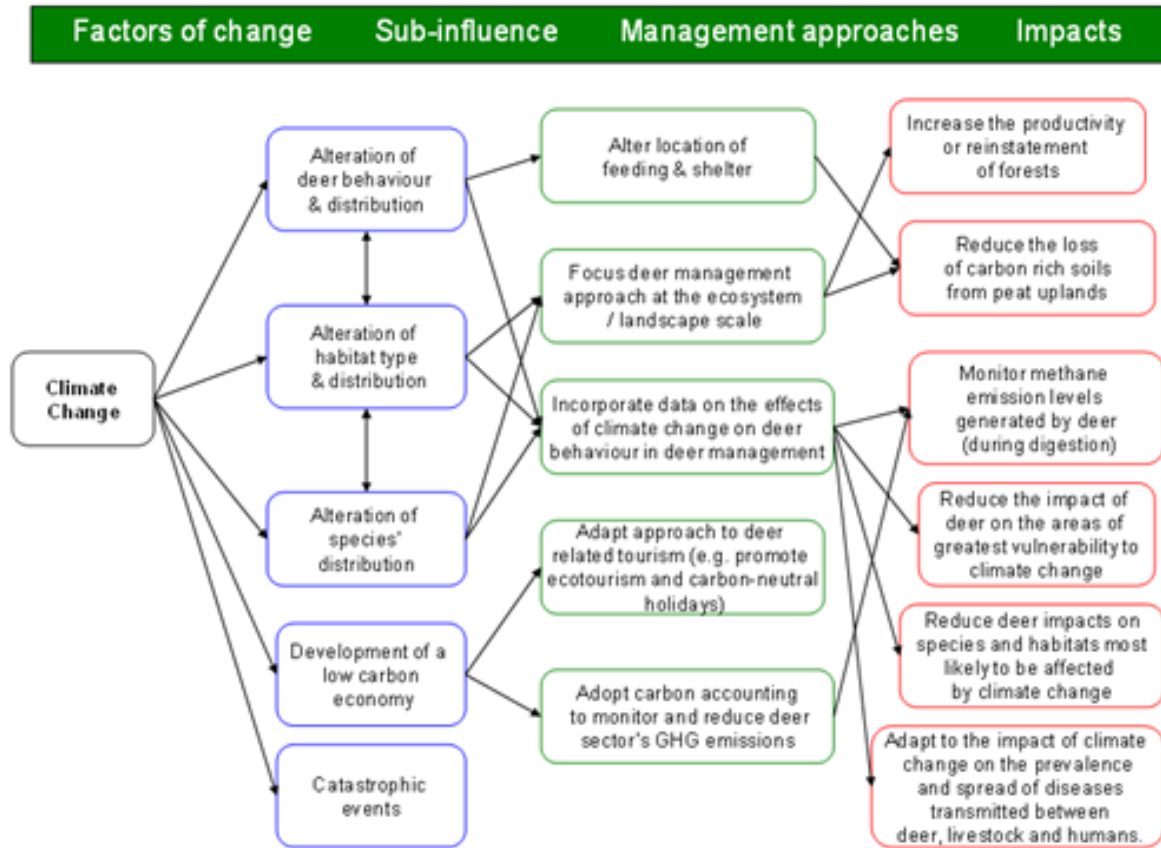 Factors of change Sub-influence Management approaches Impacts
Climate
Change
Alteration of
deer behaviour
& distribution
Alteration of
habitat type
& distribution
Alteration of
species'
distribution
Development of a
low carbon
economy
Catastrophic
events
Alter location of
feeding & shelter
Focus deer management
approach at the ecosystem
/ landscape scale
Incorporate data on the effects
of climate change on deer
behaviour in deer management
Adapt approach to deer
related tourism (e.g. promote
ecotourism and carbon-neutral
holidays)
Adopt carbon accounting
to monitor and reduce deer
sector's GHG emissions
Increase the productivity
or reinstatement
of forests
Reduce the loss
of carbon rich soils
from peat uplands
Monitor methane
emission levels
generated by deer
(during digestion)
Reduce the impact of
deer on the areas of
greatest vulnerability to
climate change
Reduce deer impacts on
species and habitats most
likely to be affected
by climate change
Adapt to the impact of climate
change on the prevalence
and spread of diseases
transmitted between
deer, livestock and humans.